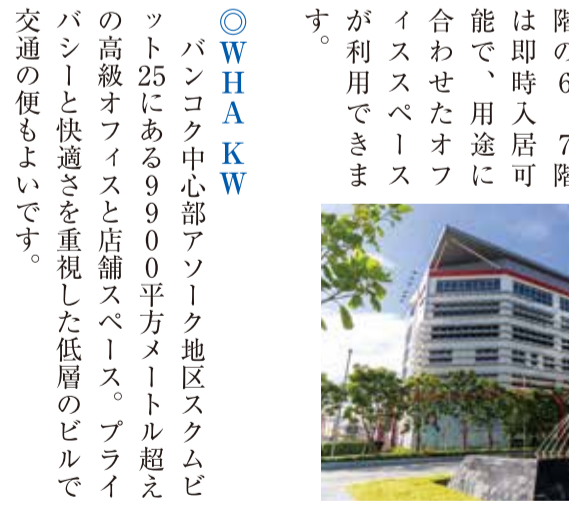 階の6、7階
は即時入居可
能で、用途に
合わせたオフ
ィススペース
が利用できま
す。
◎WHA KW
バンコク中心部アソーク地区スクムビ
ット25にある9900平方メートル超え
の高級オフィスと店舗スペース。プライ
バシーと快適さを重視した低層のビルで
交通の便もよいです。